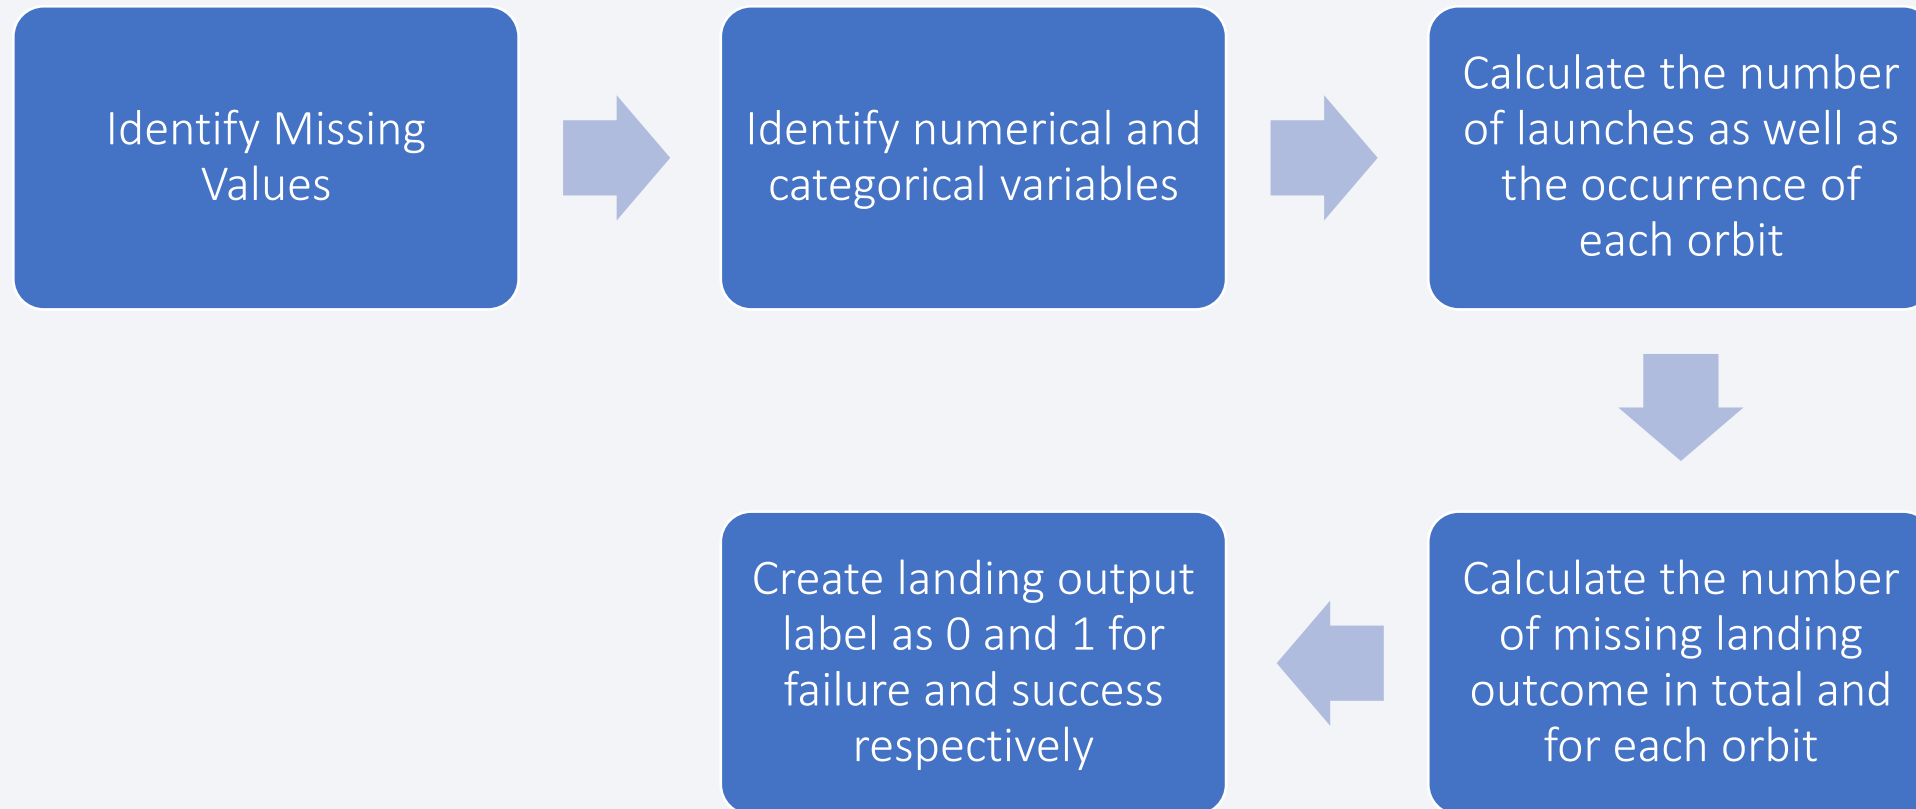 Identify Missing
Values
Identify numerical and
categorical variables
Calculate the number
of launches as well as
the occurrence of
each orbit
Calculate the number
of missing landing
outcome in total and
for each orbit
Create landing output
label as 0 and 1 for
failure and success
respectively